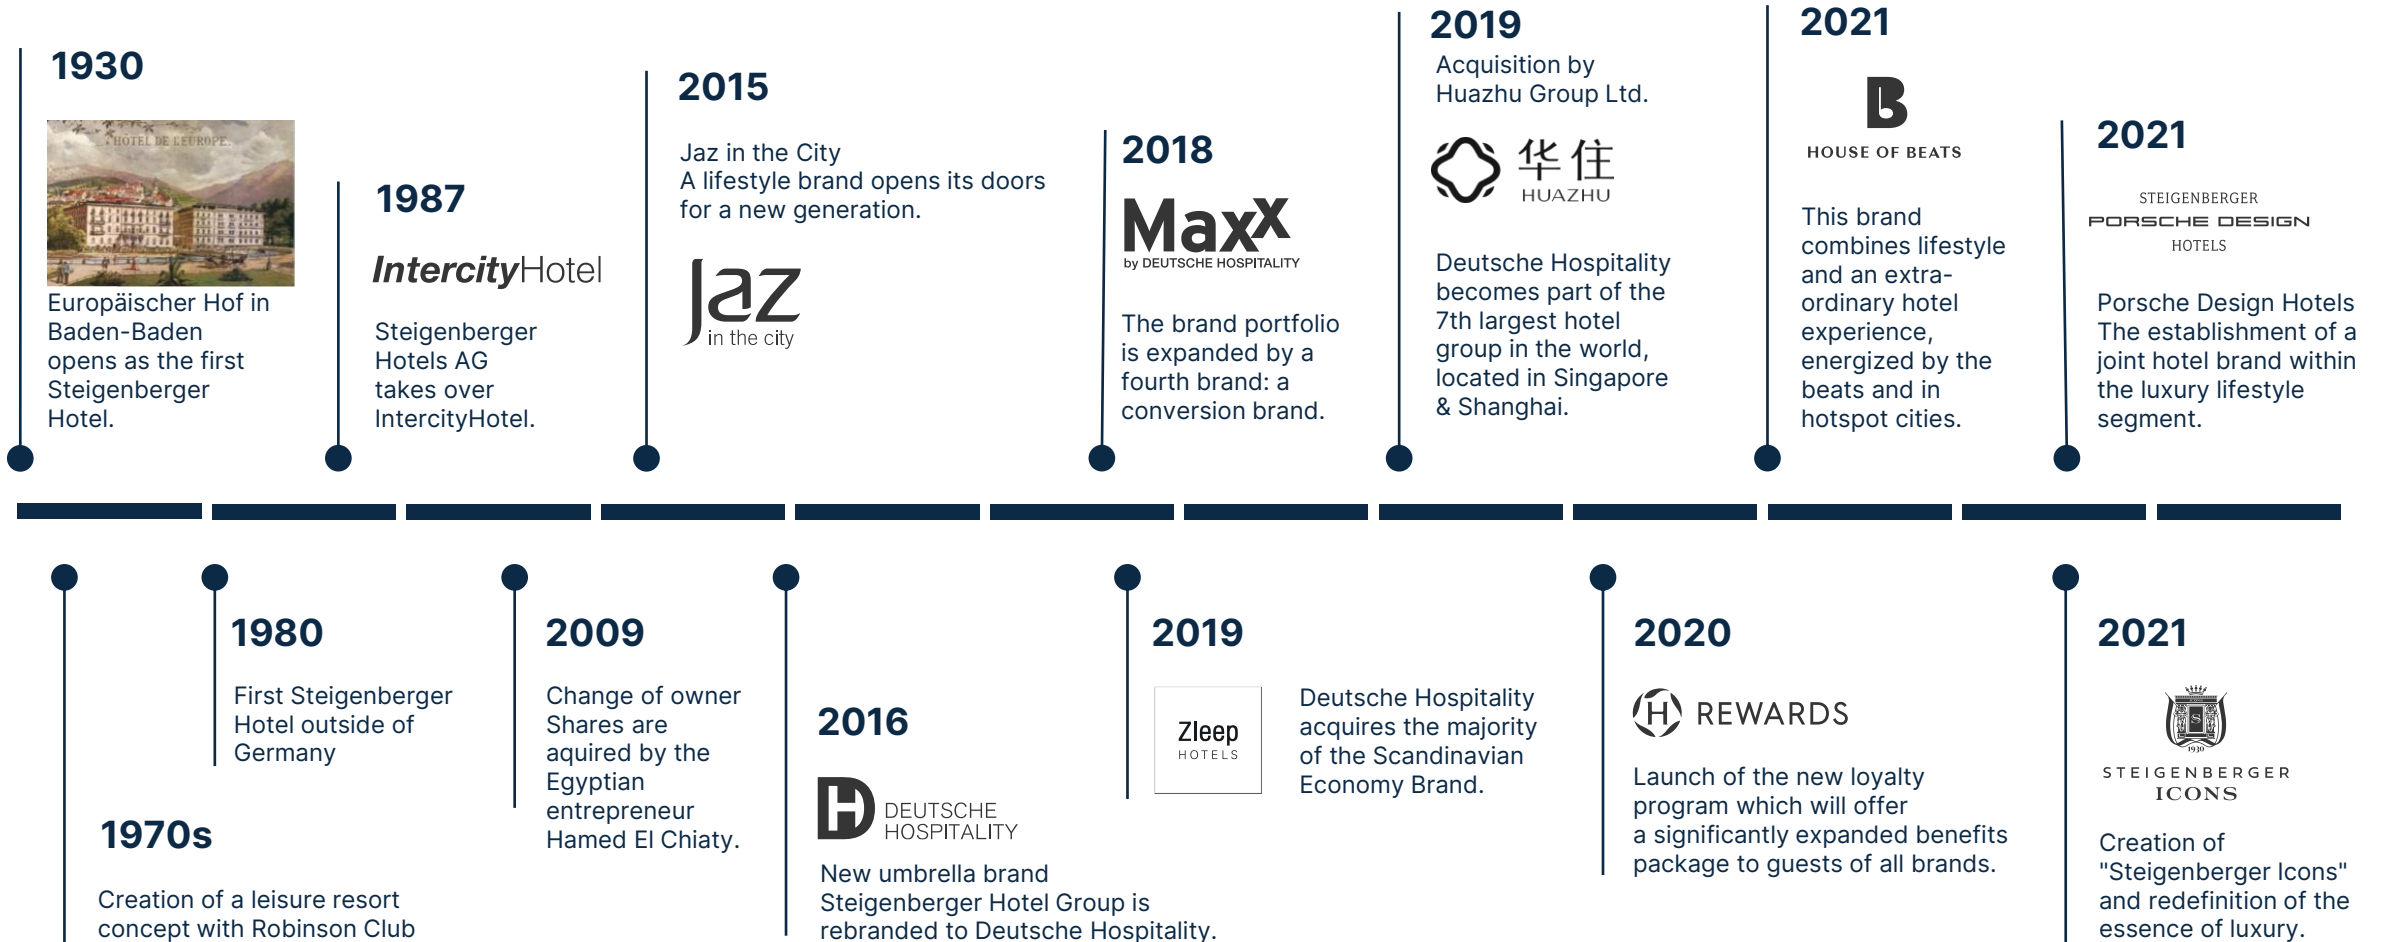 1930
HÔTEL DE L'EUROPE.
Europäischer Hof in
Baden-Baden
opens as the first
Steigenberger
Hotel.
1987
IntercityHotel
Steigenberger
Hotels AG
takes over
IntercityHotel.
2015
Jaz in the City
A lifestyle brand opens its doors
for a new generation.
Jaz
in the city
2018
Maxx
by DEUTSCHE HOSPITALITY
The brand portfolio
is expanded by a
fourth brand: a
conversion brand.
2019
Acquisition by
Huazhu Group Ltd.
华住
HUAZHU
Deutsche Hospitality
becomes part of the
7th largest hotel
group in the world,
located in Singapore
& Shanghai.
2021
B
HOUSE OF BEATS
This brand
combines lifestyle
and an extra-
ordinary hotel
experience,
energized by the
beats and in
hotspot cities.
2021
STEIGENBERGER
PORSCHE DESIGN
HOTELS
Porsche Design Hotels
The establishment of a
joint hotel brand within
the luxury lifestyle
segment.
1970s
Creation of a leisure resort
concept with Robinson Club
1980
First Steigenberger
Hotel outside of
Germany
2009
Change of owner
Shares are
aquired by the
Egyptian
entrepreneur
Hamed El Chiaty.
2016
DH
DEUTSCHE
HOSPITALITY
New umbrella brand
Steigenberger Hotel Group is
rebranded to Deutsche Hospitality.
2019
Zleep
HOTELS
Deutsche Hospitality
acquires the majority
of the Scandinavian
Economy Brand.
2020
H REWARDS
Launch of the new loyalty
program which will offer
a significantly expanded benefits
package to guests of all brands.
2021
S
1930
STEIGENBERGER
ICONS
Creation of
"Steigenberger Icons"
and redefinition of the
essence of luxury.